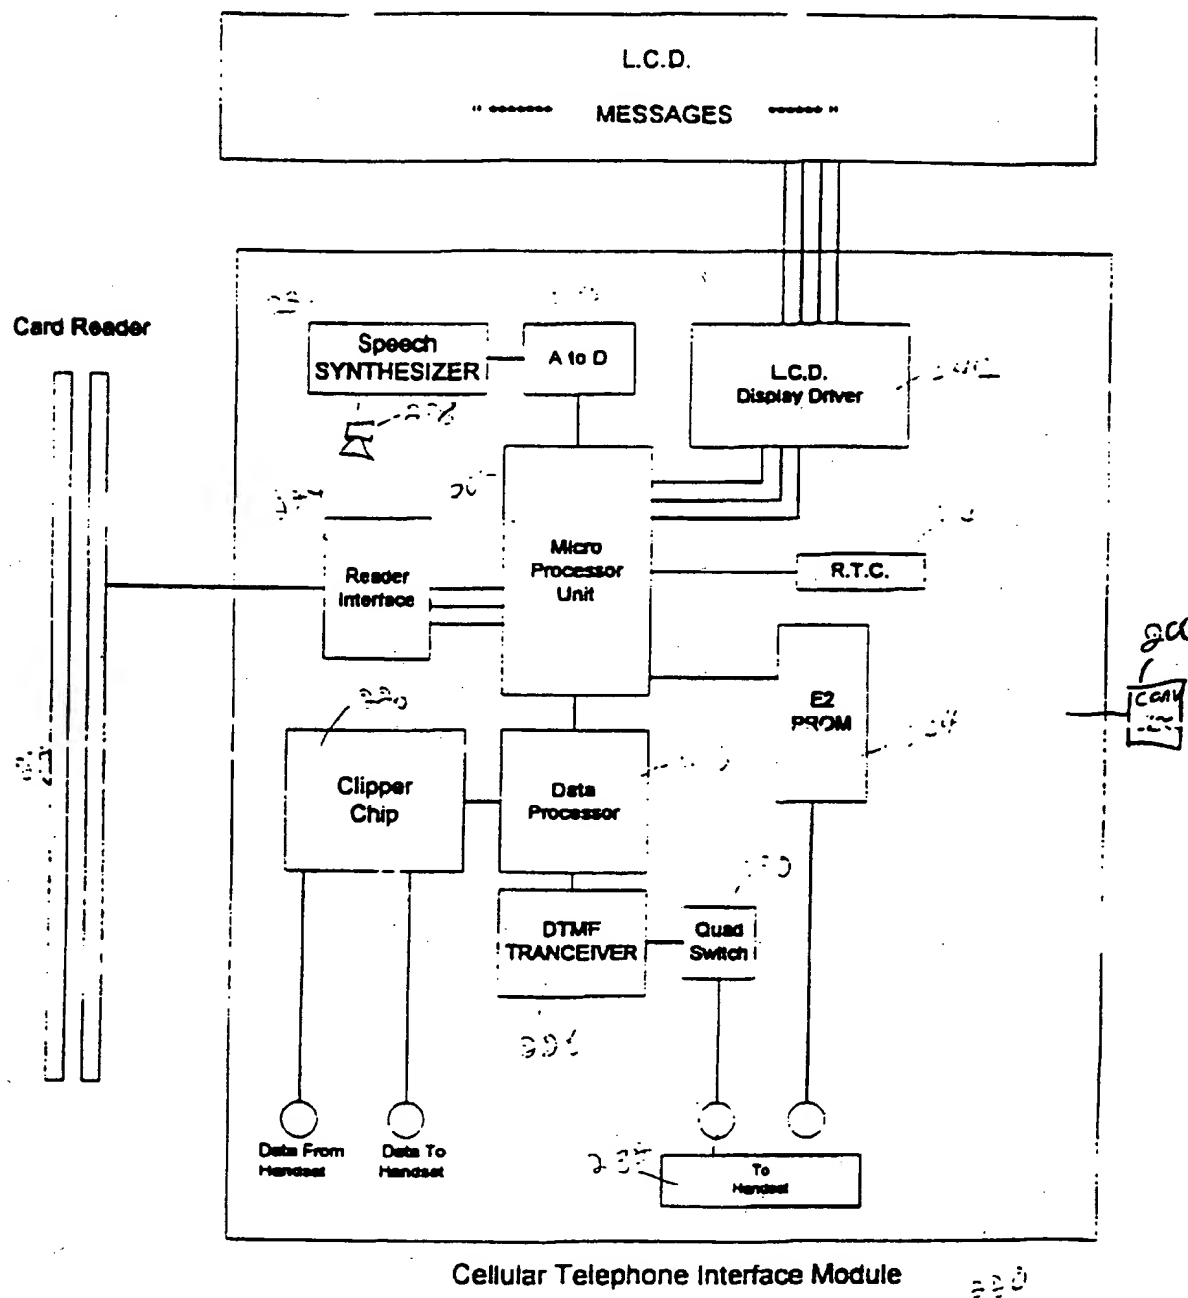 L.C.D.
" ******* MESSAGES ****** "
Card Reader
Speech
SYNTHESIZER
A to D
L.C.D.
Display Driver
Reader
Interface
Micro
Processor
Unit
R.T.C.
E2
PROM
Clipper
Chip
Data
Processor
DTMF
TRANCEIVER
Quad
Switch
Data From
Handset
Data To
Handset
To
Handset
Cellular Telephone Interface Module